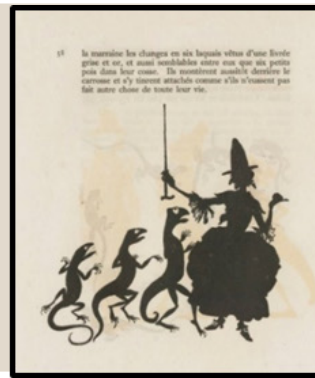 58 la marraine les changea en six laquais vêtus d'une livrée
grise et or, et aussi semblables entre eux que six petits
pois dans leur cosse. Ils montèrent aussitôt derrière le
carrosse et s'y tinrent attachés comme s'ils n'eussent pas
fait autre chose de toute leur vie.